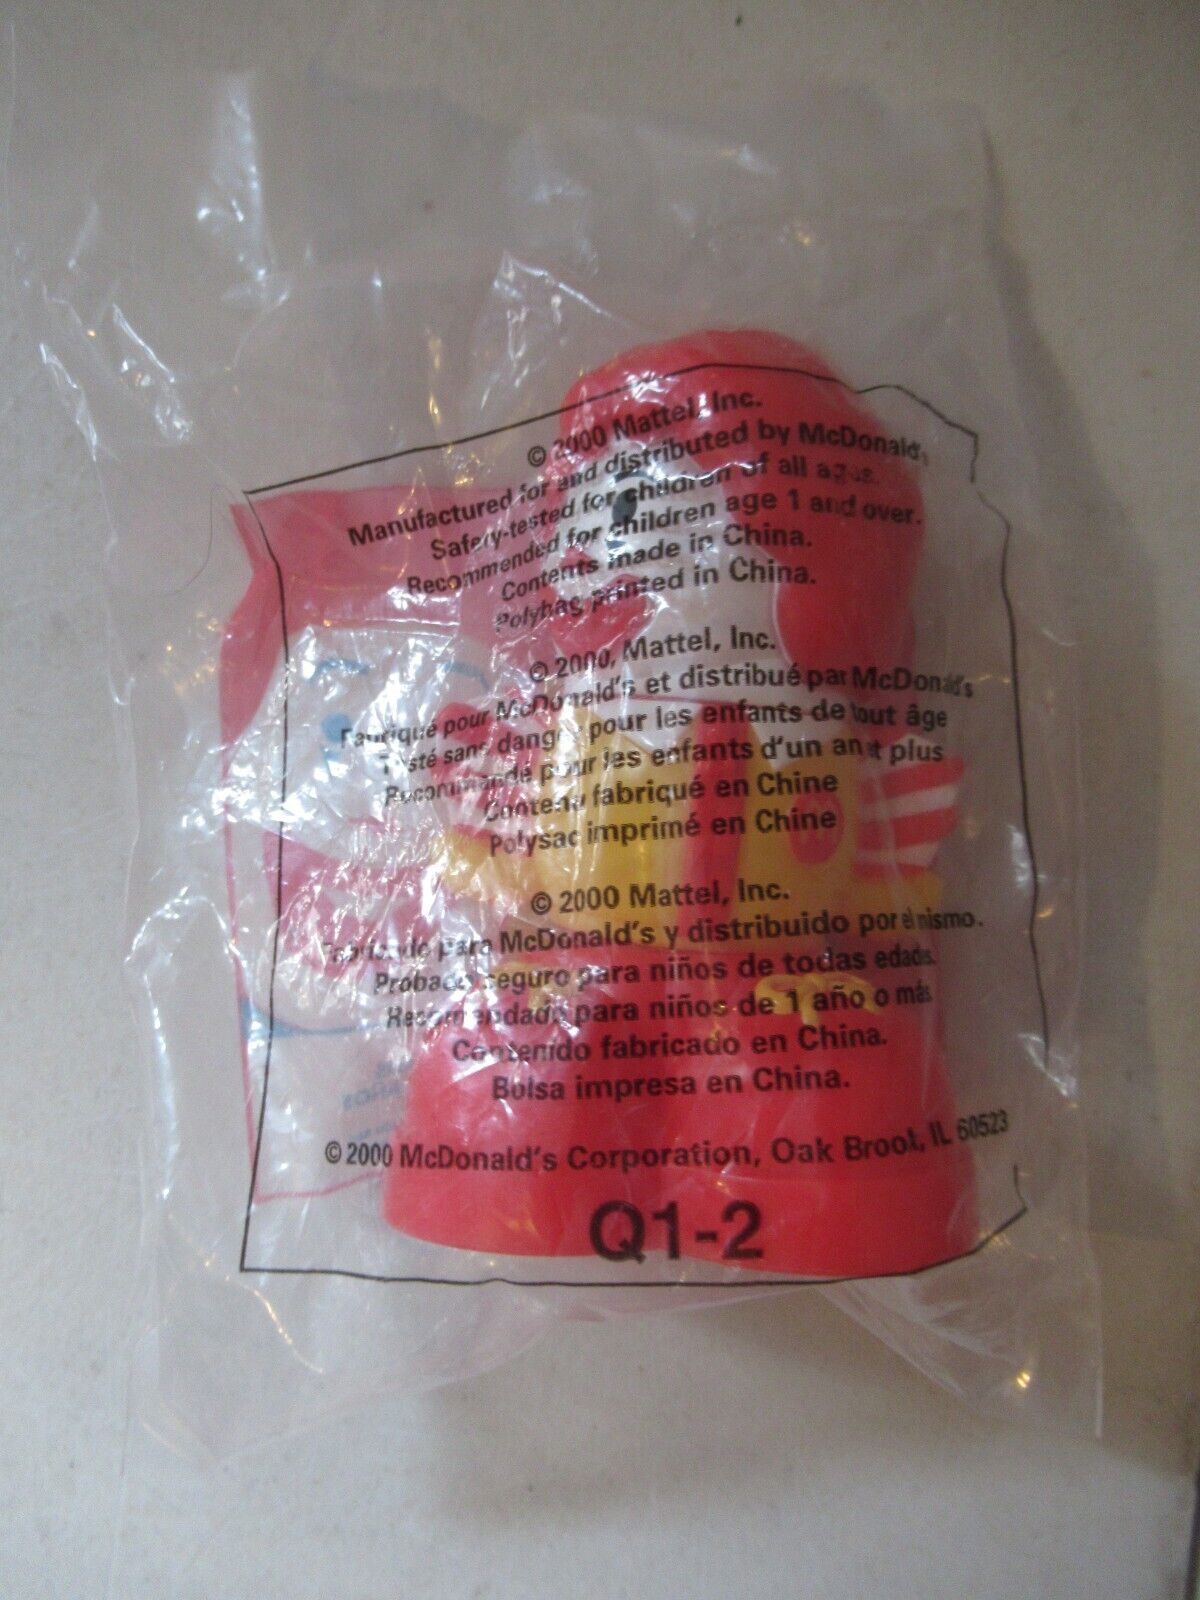 © 2000 Mattel, Inc.
Manufactured for and distributed by McDonald's
Safety-tested for children of all ages.
Recommended for children age 1 and over.
Contents made in China.
Polybag printed in China.
© 2000, Mattel, Inc.
Fabriqué pour McDonald's et distribué par McDonald's
Testé sans danger pour les enfants de tout âge
Recommandé pour les enfants d'un an et plus
Contenu fabriqué en Chine
Polysac imprimé en Chine
© 2000 Mattel, Inc.
Fabricado para McDonald's y distribuido por el mismo.
Probado seguro para niños de todas edades.
Recomendado para niños de 1 año o más
Contenido fabricado en China.
Bolsa impresa en China.
© 2000 McDonald's Corporation, Oak Brook, IL 60523
Q1-2